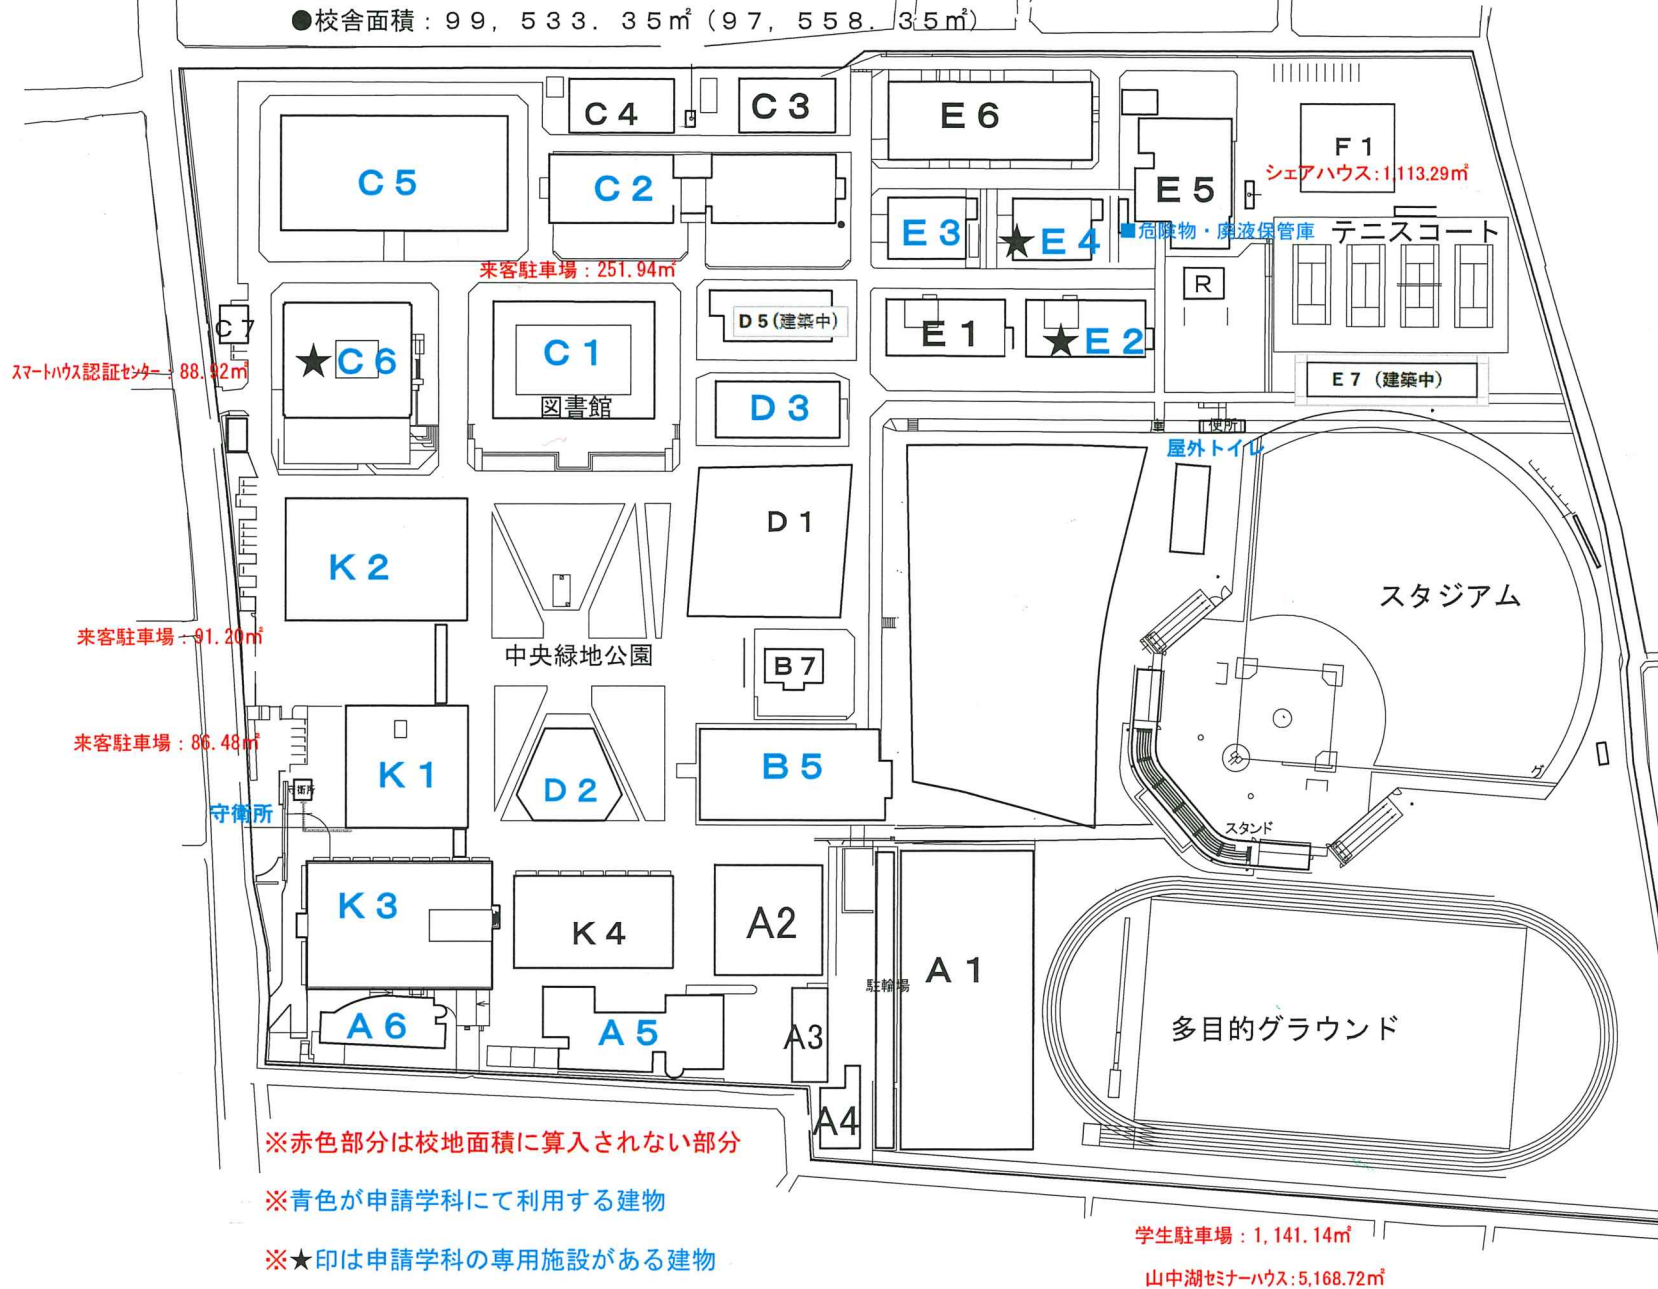 ●校舎面積：９９，５３３．３５㎡（９７，５５８．３５㎡）
Ｃ４
Ｃ３
Ｅ６
Ｆ１
シェアハウス:1,113.29㎡
Ｃ５
Ｃ２
Ｅ５
Ｅ３
★Ｅ４
■危険物・廃液保管庫
テニスコート
来客駐車場：251.94㎡
Ｒ
Ｃ７
Ｄ５(建築中)
Ｅ１
★Ｅ２
★Ｃ６
Ｃ１
スマートハウス認証センター：88.92㎡
Ｅ７（建築中）
図書館
Ｄ３
便所
屋外トイレ
Ｄ１
Ｋ２
スタジアム
来客駐車場：91.20㎡
中央緑地公園
Ｂ７
来客駐車場：86.48㎡
Ｋ１
Ｄ２
Ｂ５
守衛所
守衛所
スタンド
Ｋ３
Ｋ４
A2
Ａ１
駐輪場
Ａ６
Ａ５
A3
多目的グラウンド
A4
※赤色部分は校地面積に算入されない部分
※青色が申請学科にて利用する建物
※★印は申請学科の専用施設がある建物
学生駐車場：1,141.14㎡
山中湖セミナーハウス:5,168.72㎡